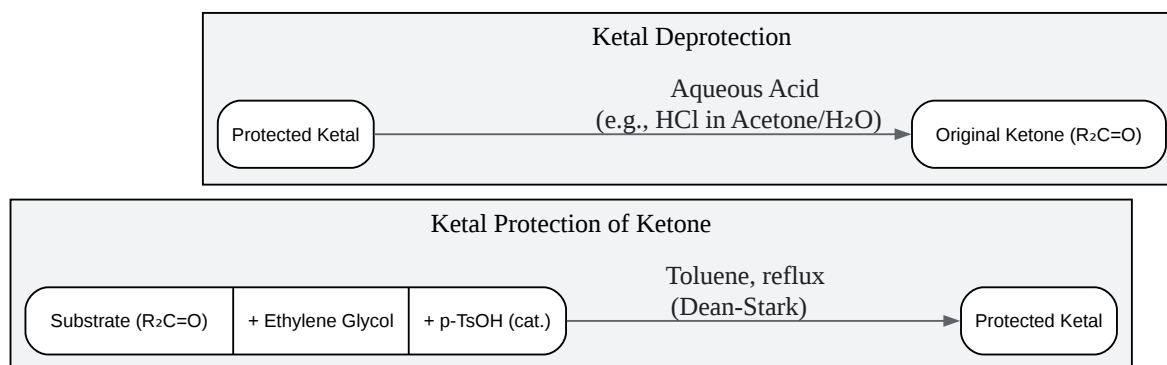 Ketal Deprotection
Aqueous Acid
(e.g., HCl in Acetone/H₂O)
Protected Ketal
Original Ketone (R₂C=O)
Ketal Protection of Ketone
Toluene, reflux
(Dean-Stark)
Substrate (R₂C=O)
+ Ethylene Glycol
+ p-TsOH (cat.)
Protected Ketal